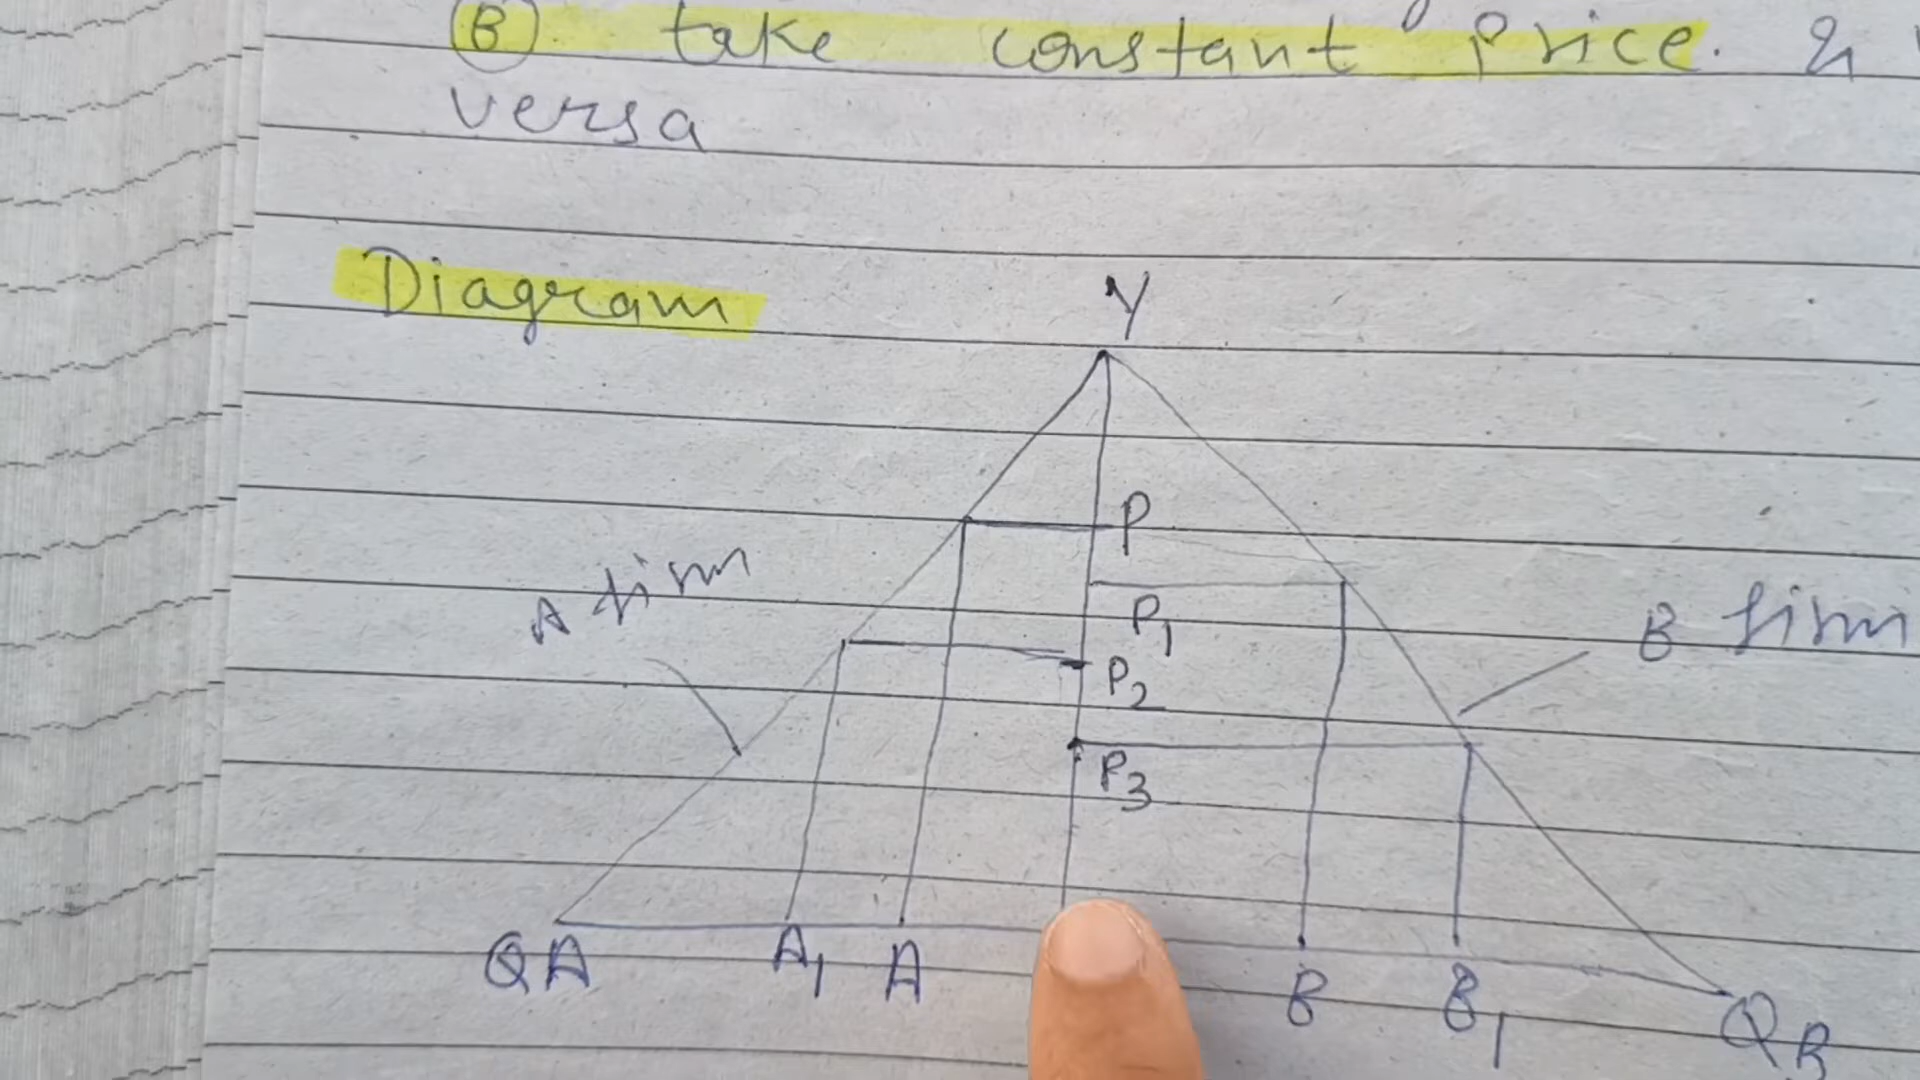 B take constant Price. &
versa
Diagram
Y
P
A firm
P1
B firm
P2
P3
QA A1 A B B1 QB